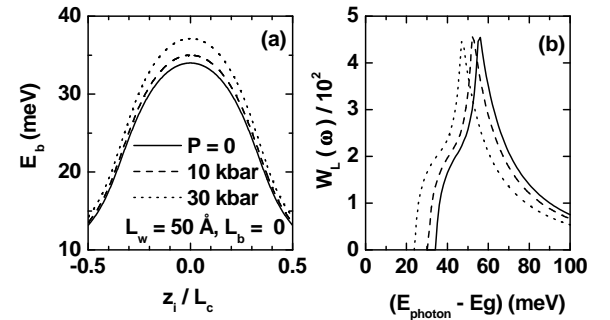 40
30
20
10
E_b (meV)
(a)
P = 0
10 kbar
30 kbar
L_w = 50 Å, L_b = 0
-0.5 0.0 0.5
z_i / L_c
5
4
3
2
1
0
W_L (ω) / 10^2
(b)
0 20 40 60 80 100
(E_photon - Eg) (meV)